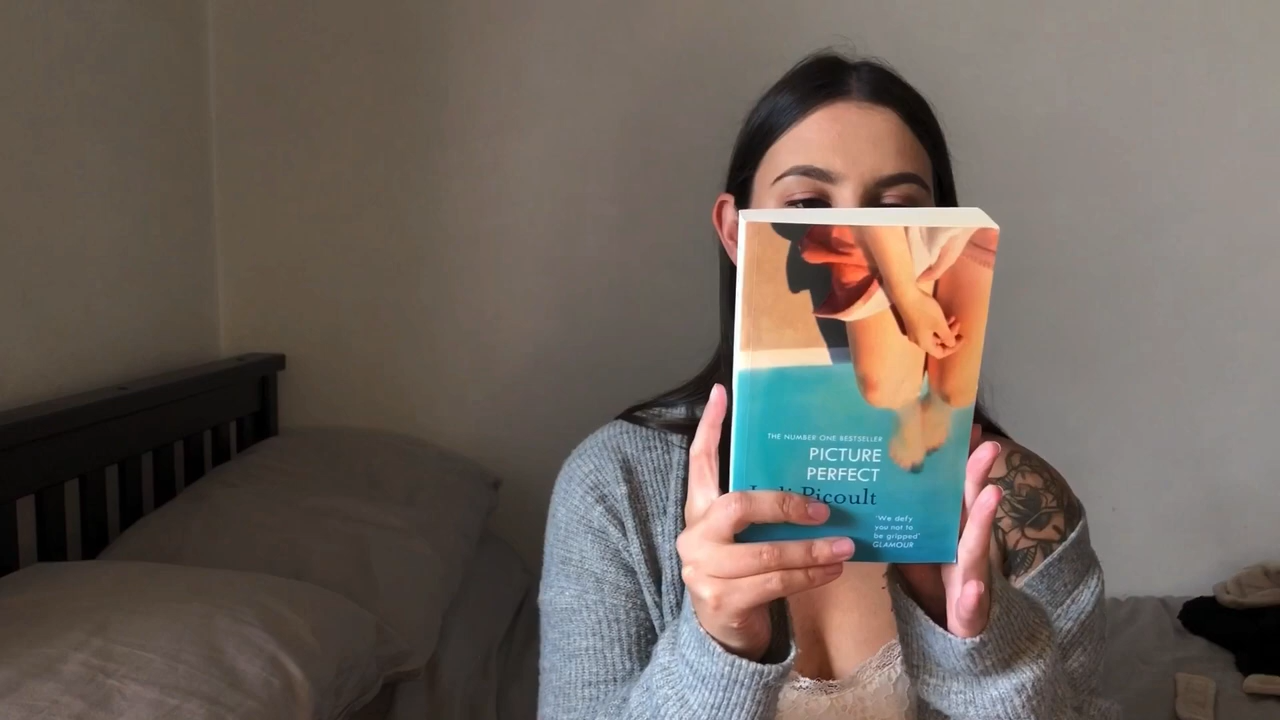 THE NUMBER ONE BESTSELLER
PICTURE
PERFECT
Picoult
'We defy
you not to
be gripped'
GLAMOUR